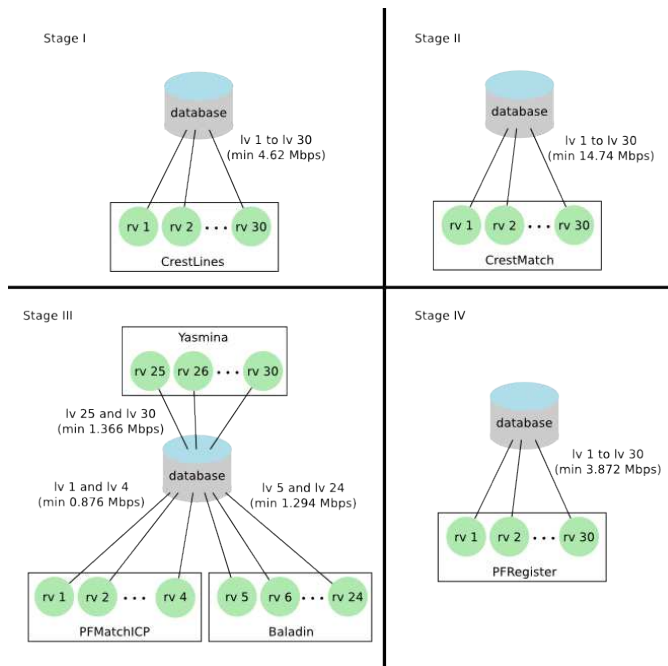 Stage I
database
lv 1 to lv 30
(min 4.62 Mbps)
rv 1 rv 2 ... rv 30
CrestLines
Stage II
database
lv 1 to lv 30
(min 14.74 Mbps)
rv 1 rv 2 ... rv 30
CrestMatch
Stage III
Yasmina
rv 25 rv 26 ... rv 30
lv 25 and lv 30
(min 1.366 Mbps)
database
lv 1 and lv 4
(min 0.876 Mbps)
lv 5 and lv 24
(min 1.294 Mbps)
rv 1 rv 2 ... rv 4
PFMatchICP
rv 5 rv 6 ... rv 24
Baladin
Stage IV
database
lv 1 to lv 30
(min 3.872 Mbps)
rv 1 rv 2 ... rv 30
PFRegister